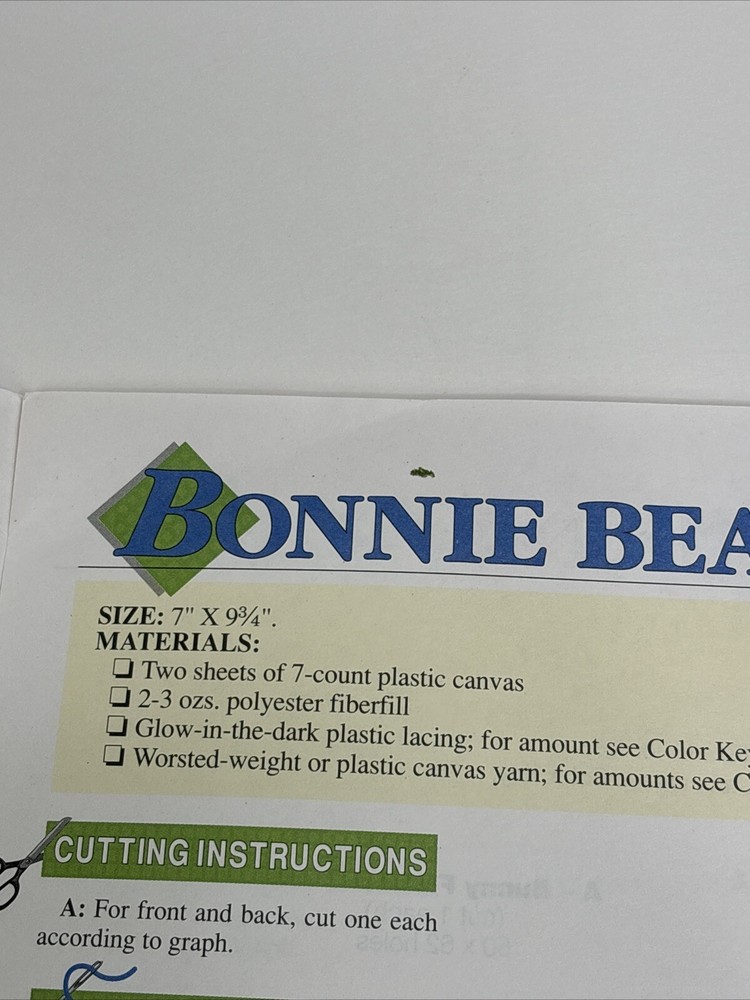 BONNIE BEA
SIZE: 7" X 9¾".
MATERIALS:
❏ Two sheets of 7-count plastic canvas
❏ 2-3 ozs. polyester fiberfill
❏ Glow-in-the-dark plastic lacing; for amount see Color Key
❏ Worsted-weight or plastic canvas yarn; for amounts see C
CUTTING INSTRUCTIONS
A: For front and back, cut one each
according to graph.